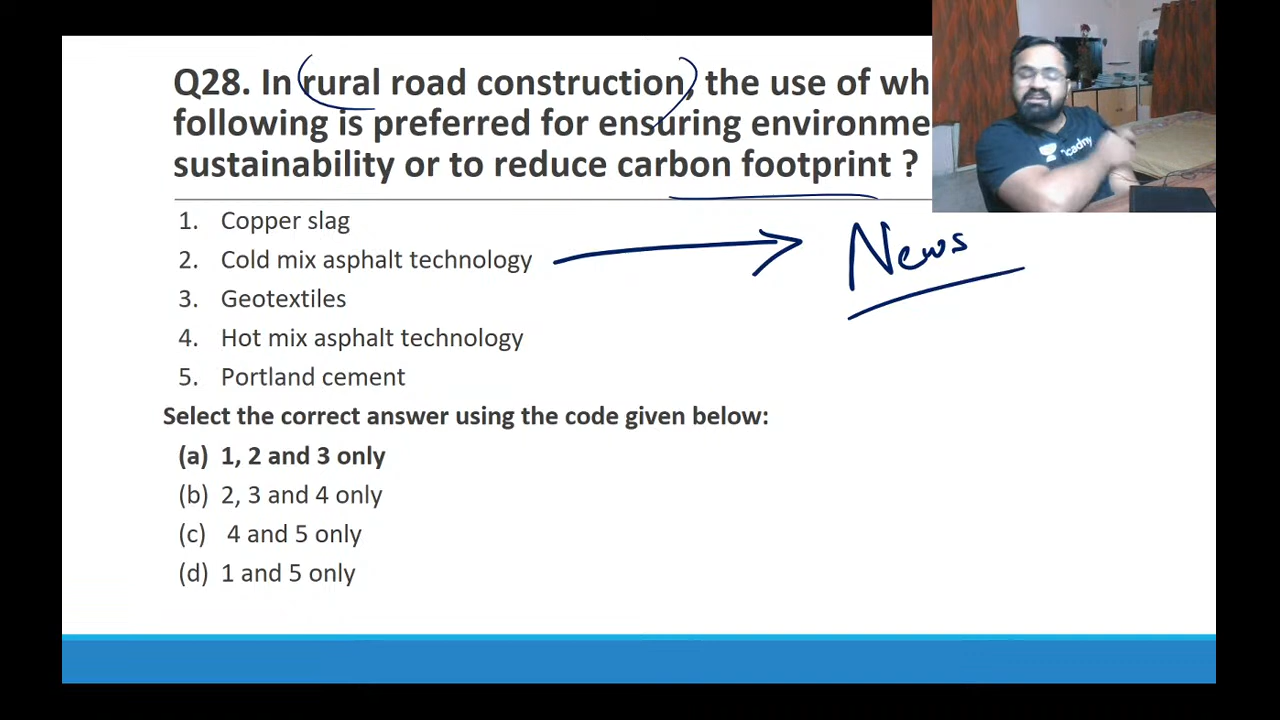 Q28. In rural road construction, the use of wh
following is preferred for ensuring environme
sustainability or to reduce carbon footprint ?
1. Copper slag
2. Cold mix asphalt technology
News
3. Geotextiles
4. Hot mix asphalt technology
5. Portland cement
Select the correct answer using the code given below:
(a) 1, 2 and 3 only
(b) 2, 3 and 4 only
(c) 4 and 5 only
(d) 1 and 5 only